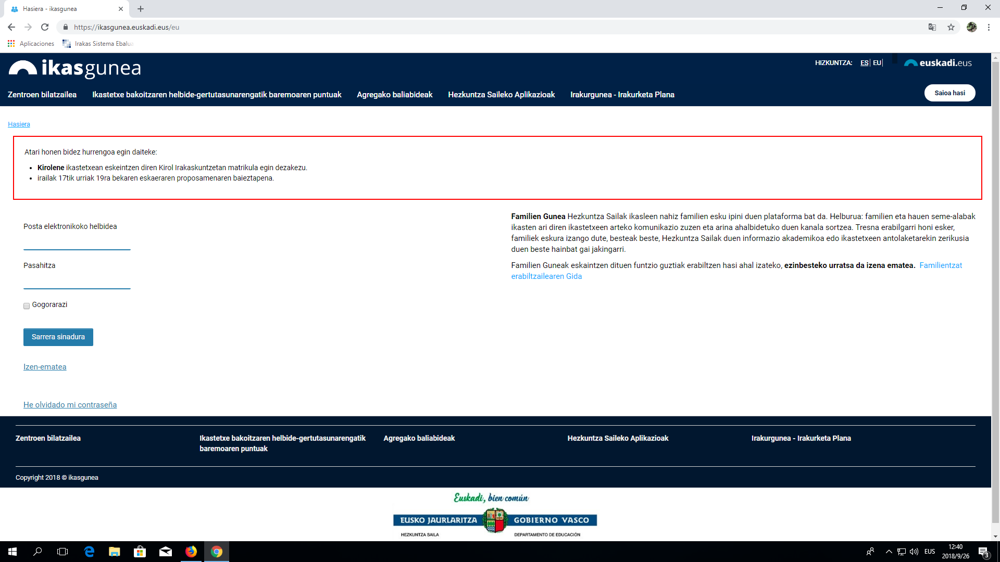 Hasiera - ikasgunea
https://ikasgunea.euskadi.eus/eu
Aplicaciones
Irakas Sistema Ebalua
ikasgunea
HIZKUNTZA: ES EU
euskadi.eus
Zentroen bilatzailea
Ikastetxe bakoitzaren helbide-gertutasunarengatik baremoaren puntuak
Agregako baliabideak
Hezkuntza Saileko Aplikazioak
Irakurgunea - Irakurketa Plana
Saioa hasi
Hasiera
Atari honen bidez hurrengoa egin daiteke:
Kirolene ikastetxean eskeintzen diren Kirol Irakaskuntzetan matrikula egin dezakezu.
irailak 17tik urriak 19ra bekaren eskaeraren proposamenaren baieztapena.
Posta elektronikoko helbidea
Pasahitza
Gogorarazi
Sarrera sinadura
Izen-ematea
He olvidado mi contraseña
Familien Gunea Hezkuntza Sailak ikasleen nahiz familien esku ipini duen plataforma bat da. Helburua: familien eta hauen seme-alabak
ikasten ari diren ikastetxeen arteko komunikazio zuzen eta arina ahalbidetuko duen kanala sortzea. Tresna erabilgarri honi esker,
familiek eskura izango dute, besteak beste, Hezkuntza Sailak duen informazio akademikoa edo ikastetxeen antolaketarekin zerikusia
duen beste hainbat gai jakingarri.
Familien Guneak eskaintzen dituen funtzio guztiak erabiltzen hasi ahal izateko, ezinbesteko urratsa da izena ematea. Familientzat
erabiltzailearen Gida
Zentroen bilatzailea
Ikastetxe bakoitzaren helbide-gertutasunarengatik
baremoaren puntuak
Agregako baliabideak
Hezkuntza Saileko Aplikazioak
Irakurgunea - Irakurketa Plana
Copyright 2018 © ikasgunea
Euskadi, bien común
EUSKO JAURLARITZA
GOBIERNO VASCO
HEZKUNTZA SAILA
DEPARTAMENTO DE EDUCACIÓN
EUS
12:40
2018/9/26
3